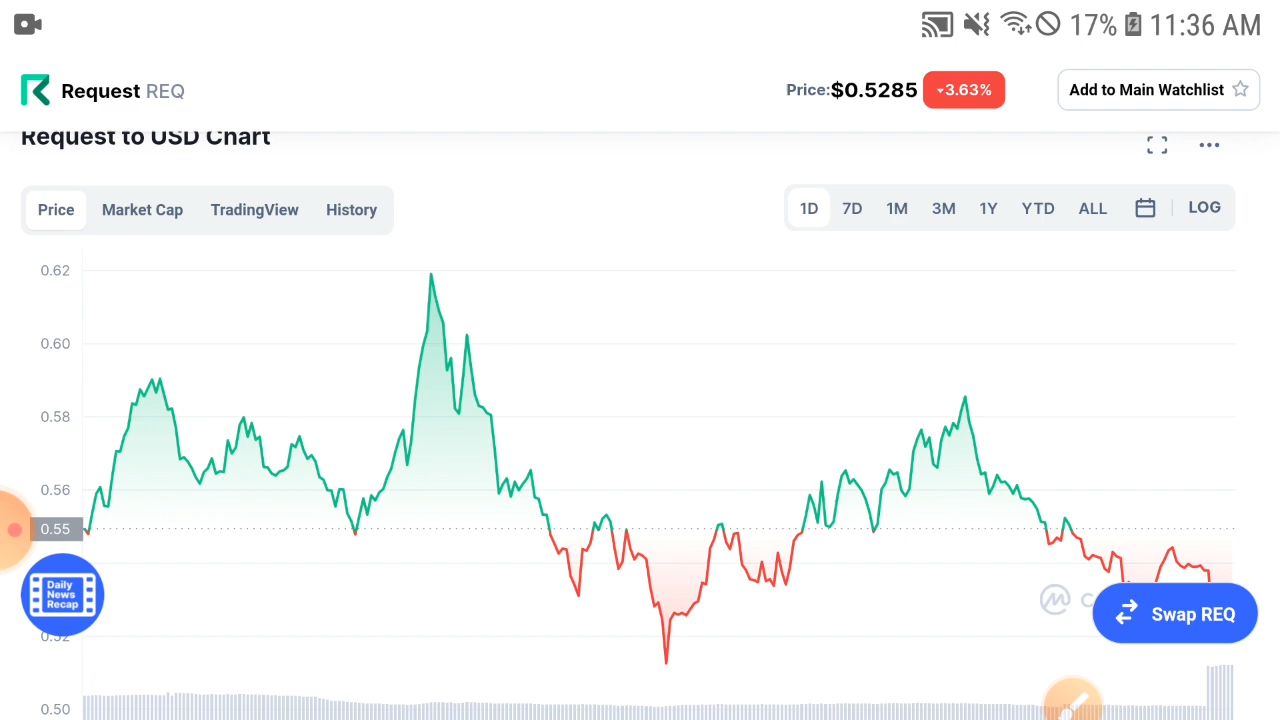 17% 11:36 AM
Request REQ
Price: $0.5285 3.63%
Add to Main Watchlist
Request to USD Chart
Price Market Cap TradingView History
1D 7D 1M 3M 1Y YTD ALL LOG
0.62
0.60
0.58
0.56
0.55
Daily
News
Recap
Swap REQ
0.50